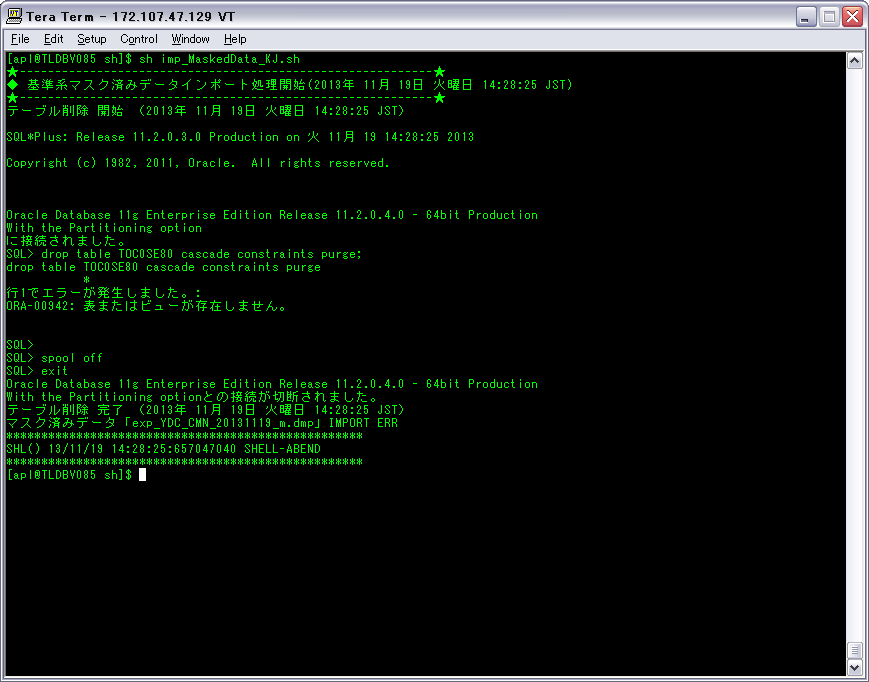 Tera Term - 172.107.47.129 VT
File Edit Setup Control Window Help
[apl@TLDBV085 sh]$ sh imp_MaskedData_KJ.sh
★-----------------------------------------------------------★
◆ 基準系マスク済みデータインポート処理開始(2013年 11月 19日 火曜日 14:28:25 JST)
★-----------------------------------------------------------★
テーブル削除 開始 (2013年 11月 19日 火曜日 14:28:25 JST)
SQL*Plus: Release 11.2.0.3.0 Production on 火 11月 19 14:28:25 2013
Copyright (c) 1982, 2011, Oracle.  All rights reserved.
Oracle Database 11g Enterprise Edition Release 11.2.0.4.0 - 64bit Production
With the Partitioning option
に接続されました。
SQL> drop table TOCOSE80 cascade constraints purge;
drop table TOCOSE80 cascade constraints purge
*
行1でエラーが発生しました。:
ORA-00942: 表またはビューが存在しません。
SQL>
SQL> spool off
SQL> exit
Oracle Database 11g Enterprise Edition Release 11.2.0.4.0 - 64bit Production
With the Partitioning optionとの接続が切断されました。
テーブル削除 完了 (2013年 11月 19日 火曜日 14:28:25 JST)
マスク済みデータ「exp_YDC_CMN_20131119_m.dmp」IMPORT ERR
***************************************************
SHL() 13/11/19 14:28:25:657047040 SHELL-ABEND
***************************************************
[apl@TLDBV085 sh]$